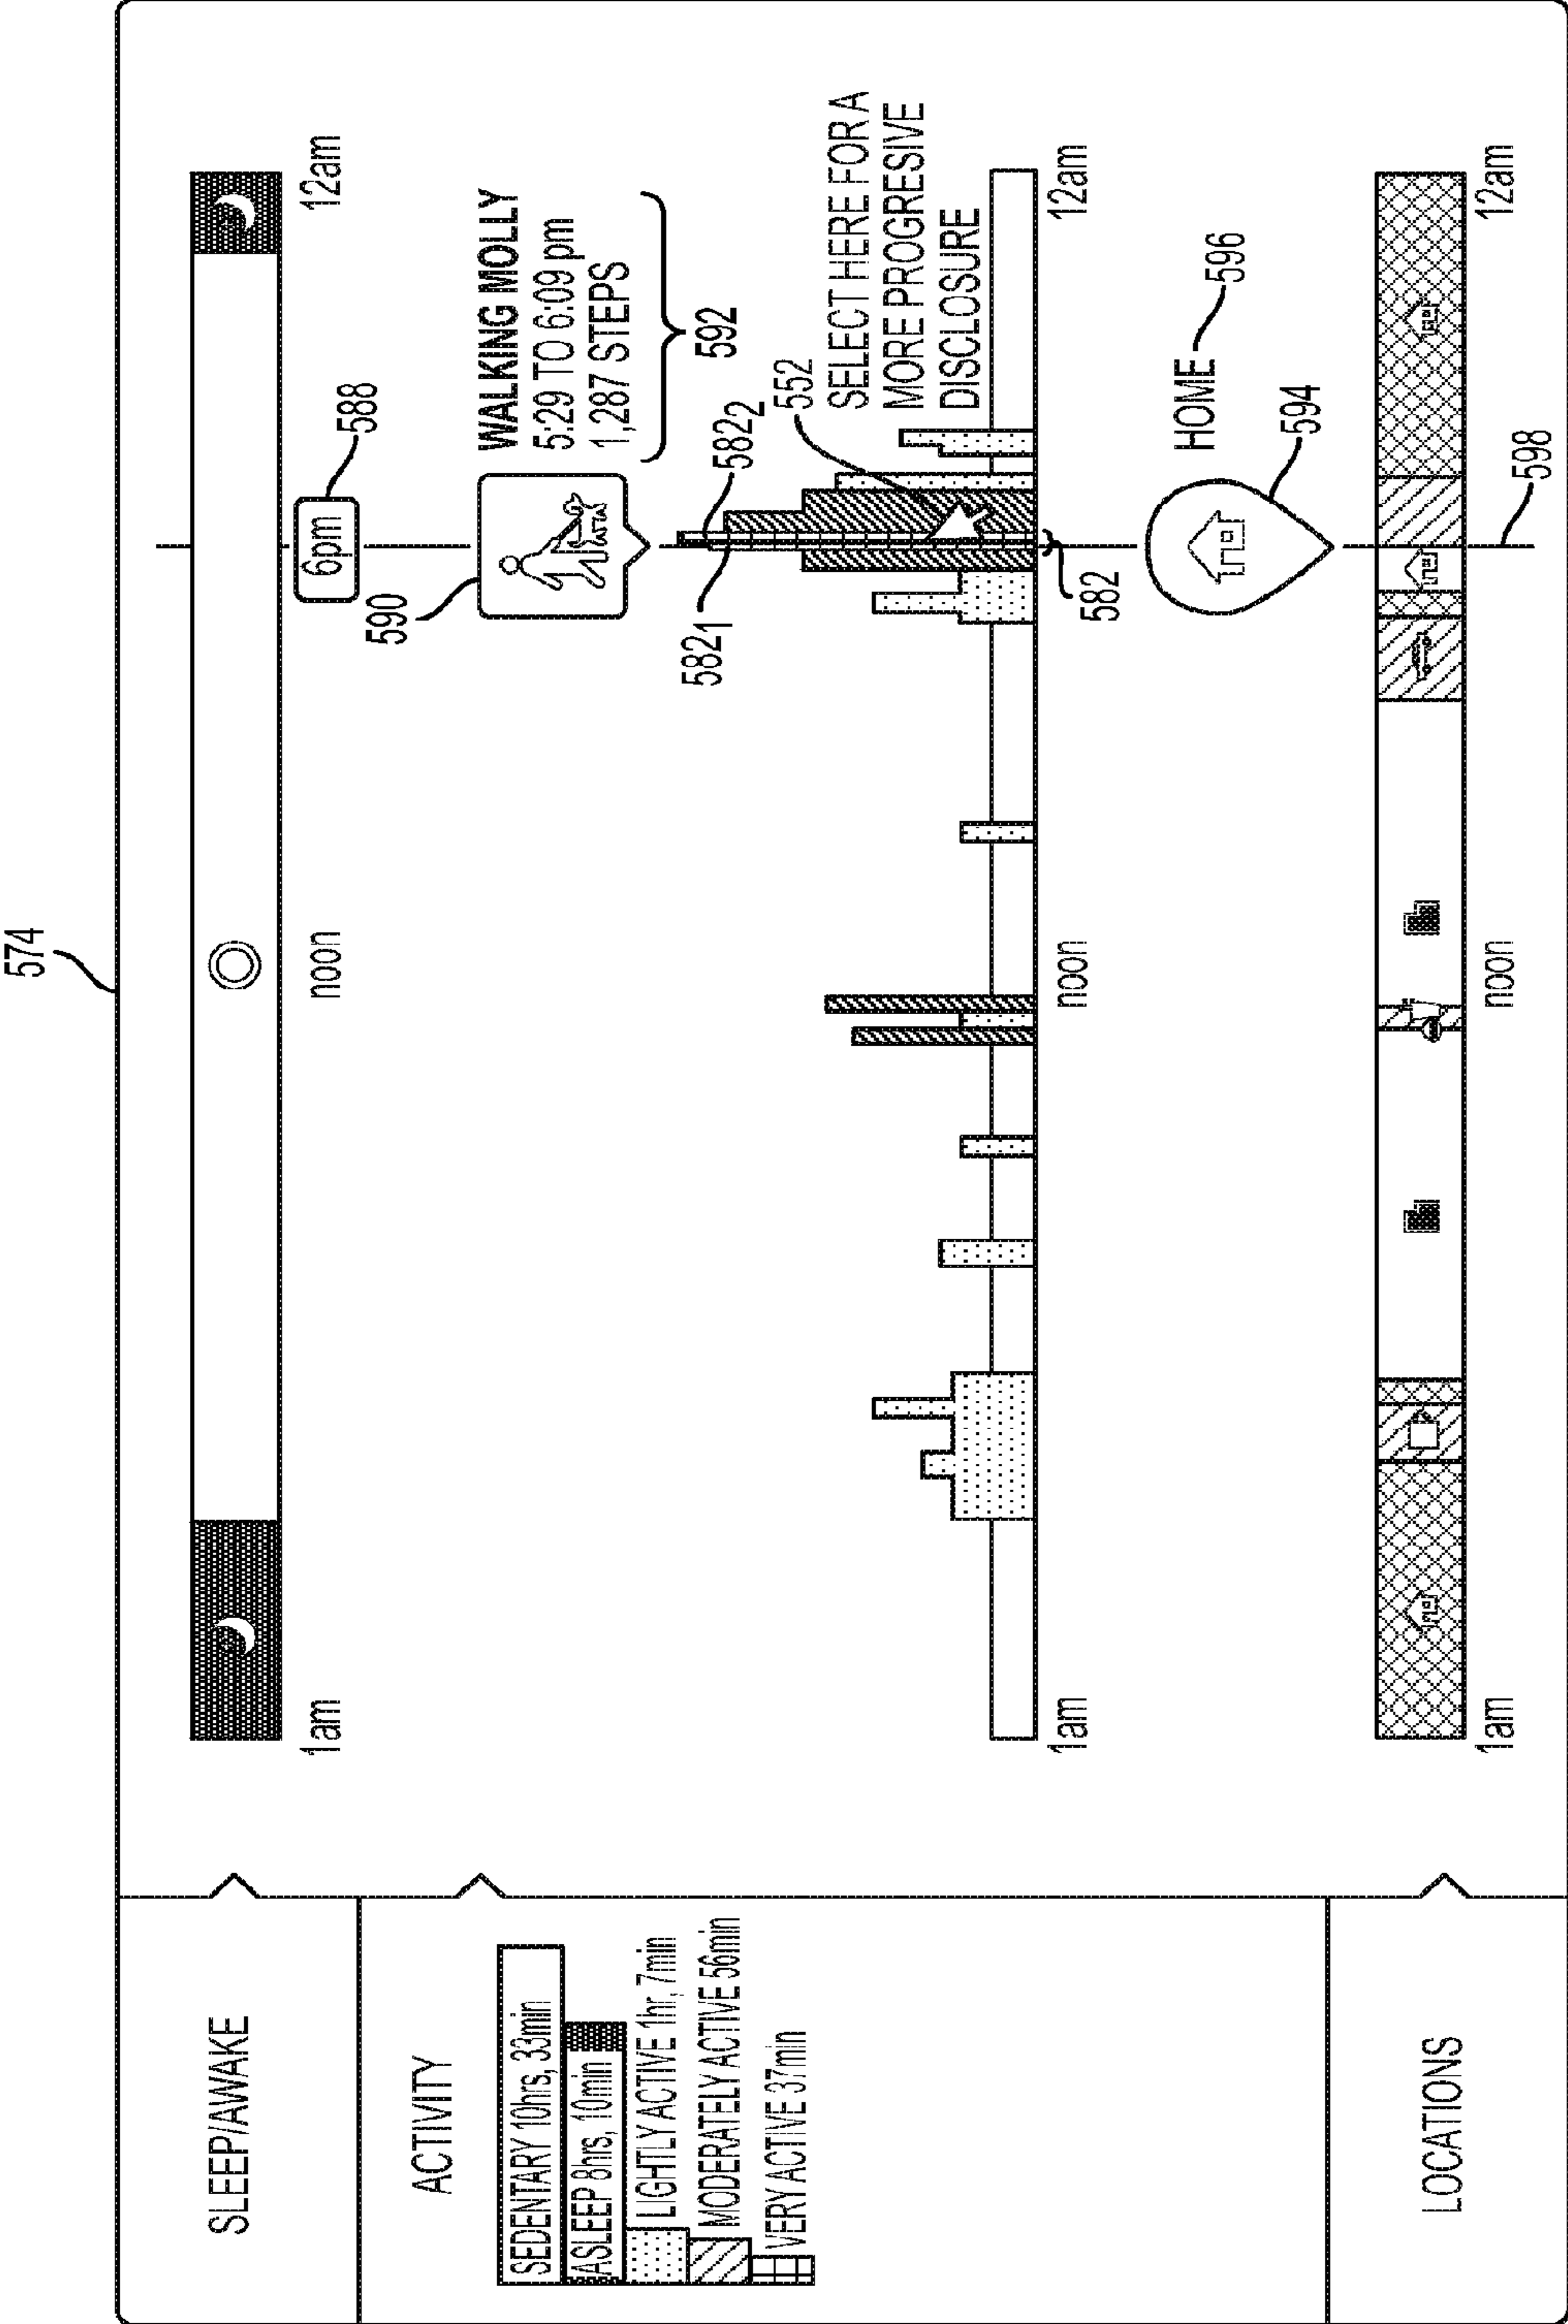 574
SLEEP/AWAKE
1am
noon
12am
6pm
588
ACTIVITY
SEDENTARY 10hrs, 33min
ASLEEP 8hrs, 10min
LIGHTLY ACTIVE 1hr, 7min
MODERATELY ACTIVE 56min
VERY ACTIVE 37min
590
WALKING MOLLY
5:29 TO 6:09 pm
1,287 STEPS
592
582₁
582₂
552
SELECT HERE FOR A
MORE PROGRESIVE
DISCLOSURE
1am
noon
12am
582
HOME
596
594
LOCATIONS
1am
noon
12am
598